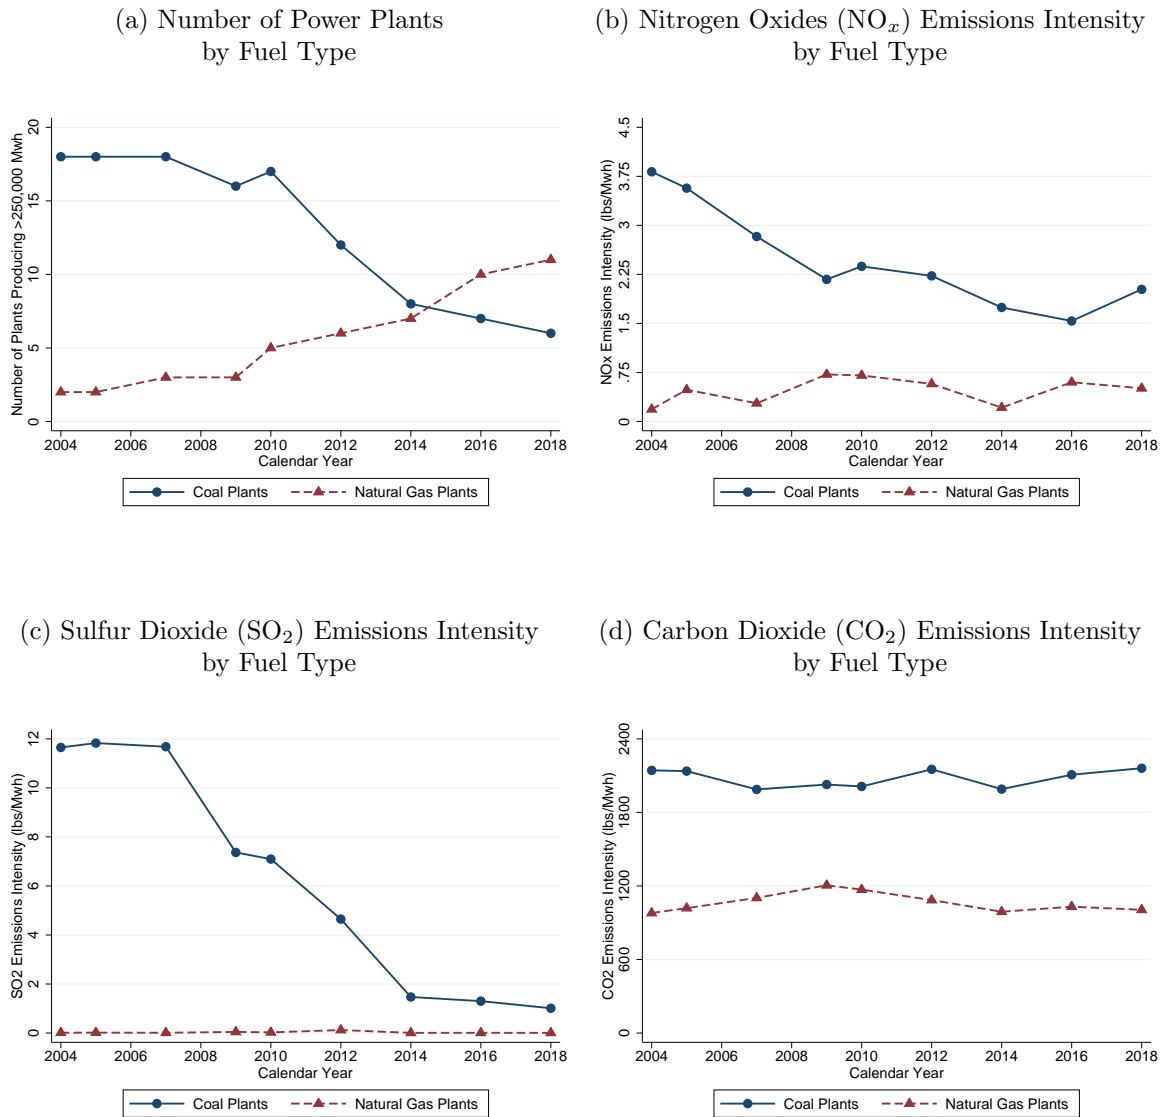 (a) Number of Power Plants
by Fuel Type
Number of Plants Producing >250,000 Mwh
20
15
10
5
0
2004 2006 2008 2010 2012 2014 2016 2018
Calendar Year
Coal Plants Natural Gas Plants
(b) Nitrogen Oxides (NOx) Emissions Intensity
by Fuel Type
NOx Emissions Intensity (lbs/Mwh)
4.5
3.75
3
2.25
1.5
.75
0
2004 2006 2008 2010 2012 2014 2016 2018
Calendar Year
Coal Plants Natural Gas Plants
(c) Sulfur Dioxide (SO2) Emissions Intensity
by Fuel Type
SO2 Emissions Intensity (lbs/Mwh)
12
10
8
6
4
2
0
2004 2006 2008 2010 2012 2014 2016 2018
Calendar Year
Coal Plants Natural Gas Plants
(d) Carbon Dioxide (CO2) Emissions Intensity
by Fuel Type
CO2 Emissions Intensity (lbs/Mwh)
2400
1800
1200
600
0
2004 2006 2008 2010 2012 2014 2016 2018
Calendar Year
Coal Plants Natural Gas Plants